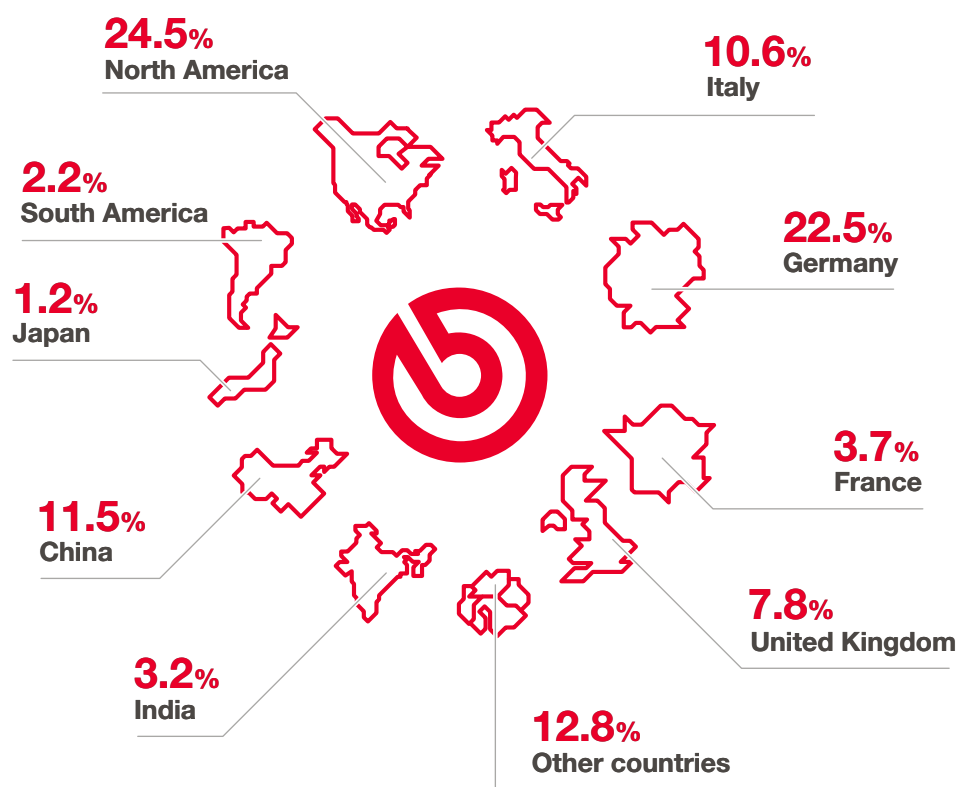 24.5%
North America
10.6%
Italy
2.2%
South America
22.5%
Germany
1.2%
Japan
3.7%
France
11.5%
China
7.8%
United Kingdom
3.2%
India
12.8%
Other countries